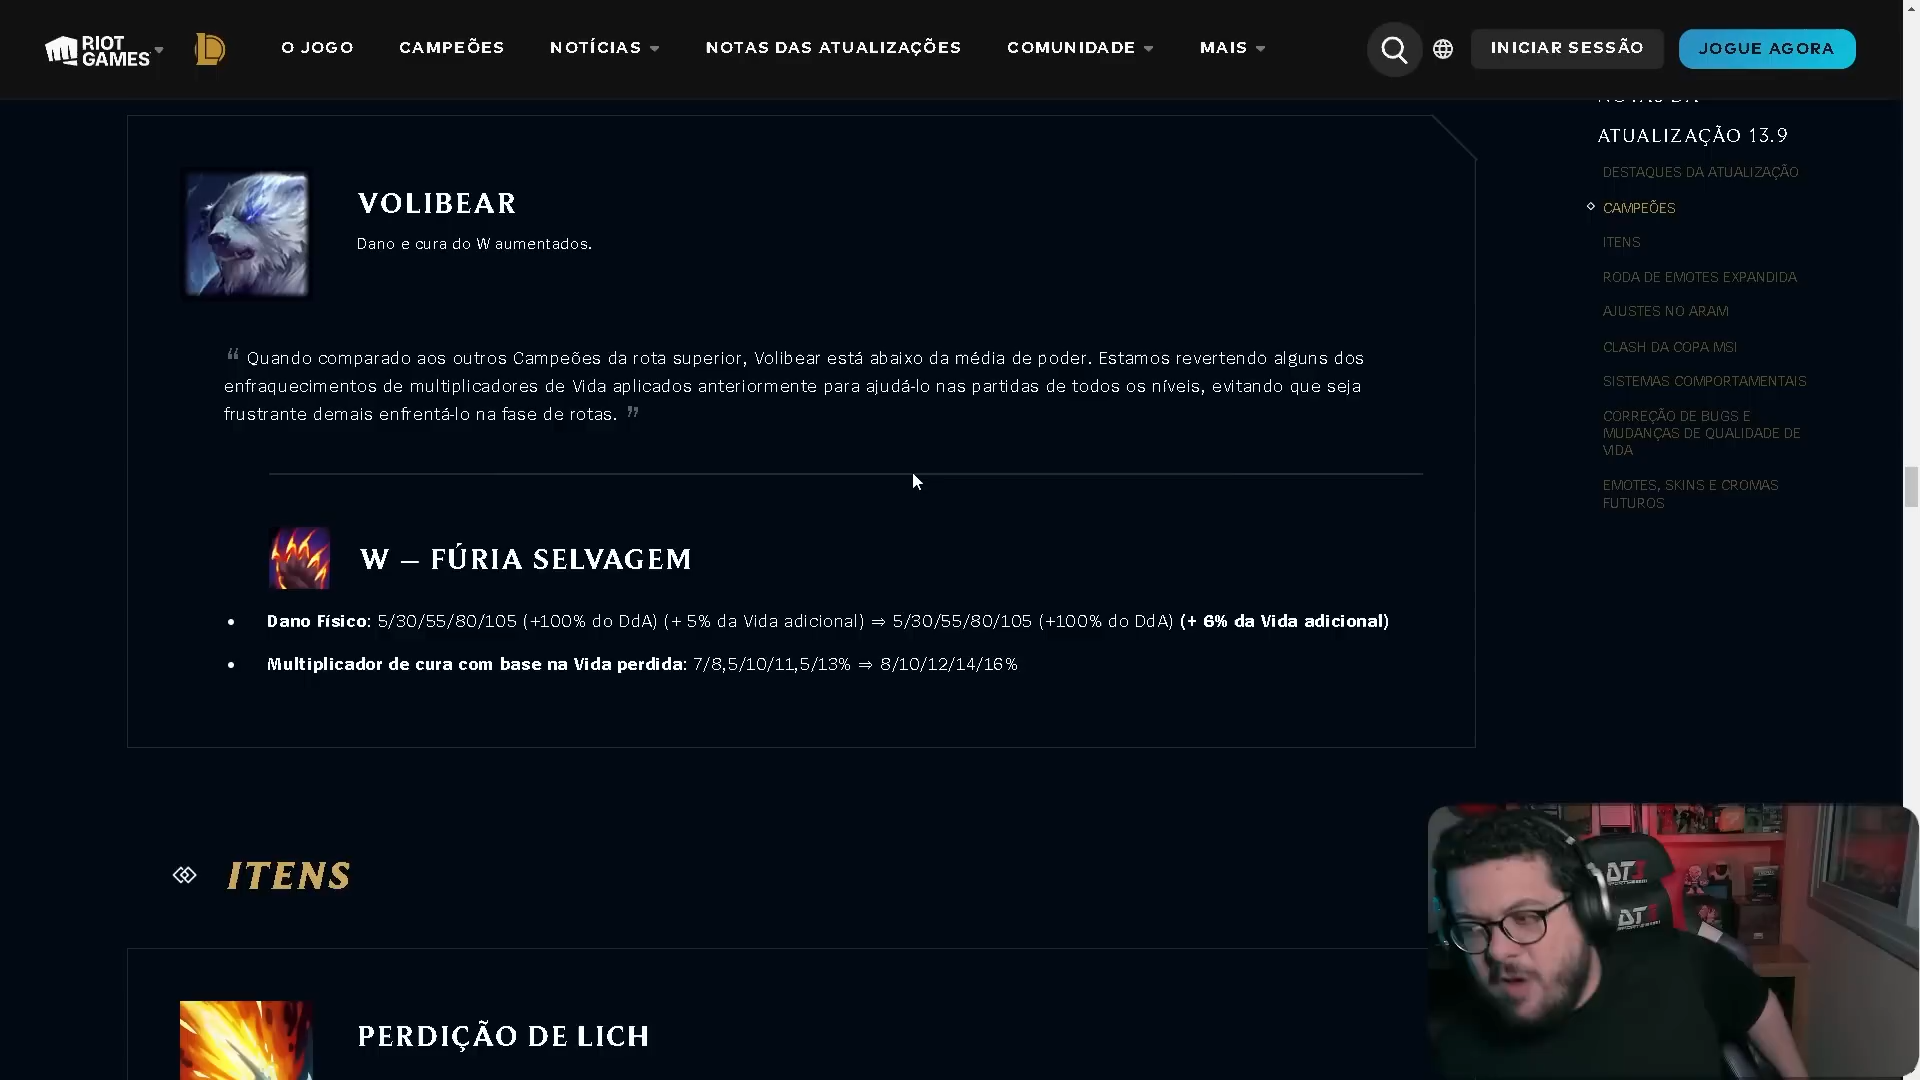 RIOT
GAMES
O JOGO
CAMPEÕES
NOTÍCIAS
NOTAS DAS ATUALIZAÇÕES
COMUNIDADE
MAIS
INICIAR SESSÃO
JOGUE AGORA
NOTAS DA
ATUALIZAÇÃO 13.9
DESTAQUES DA ATUALIZAÇÃO
CAMPEÕES
ITENS
RODA DE EMOTES EXPANDIDA
AJUSTES NO ARAM
CLASH DA COPA MSI
SISTEMAS COMPORTAMENTAIS
CORREÇÃO DE BUGS E
MUDANÇAS DE QUALIDADE DE
VIDA
EMOTES, SKINS E CROMAS
FUTUROS
VOLIBEAR
Dano e cura do W aumentados.
“ Quando comparado aos outros Campeões da rota superior, Volibear está abaixo da média de poder. Estamos revertendo alguns dos
enfraquecimentos de multiplicadores de Vida aplicados anteriormente para ajudá-lo nas partidas de todos os níveis, evitando que seja
frustrante demais enfrentá-lo na fase de rotas. ”
W – FÚRIA SELVAGEM
• Dano Físico: 5/30/55/80/105 (+100% do DdA) (+ 5% da Vida adicional) ⇒ 5/30/55/80/105 (+100% do DdA) (+ 6% da Vida adicional)
• Multiplicador de cura com base na Vida perdida: 7/8,5/10/11,5/13% ⇒ 8/10/12/14/16%
ITENS
PERDIÇÃO DE LICH
DT3
DT3